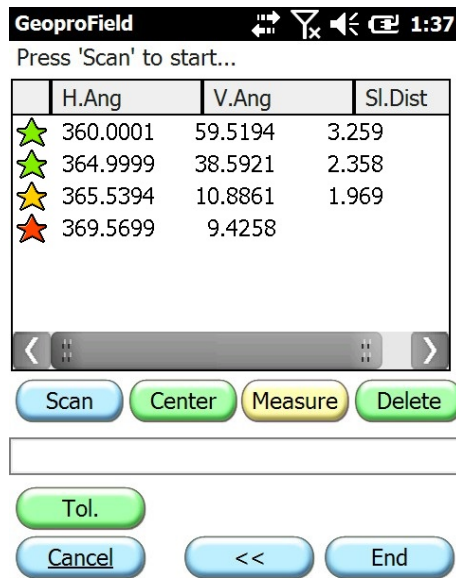 GeoproField 1:37
Press 'Scan' to start...
H.Ang V.Ang Sl.Dist
360.0001 59.5194 3.259
364.9999 38.5921 2.358
365.5394 10.8861 1.969
369.5699 9.4258
Scan Center Measure Delete
Tol.
Cancel << End